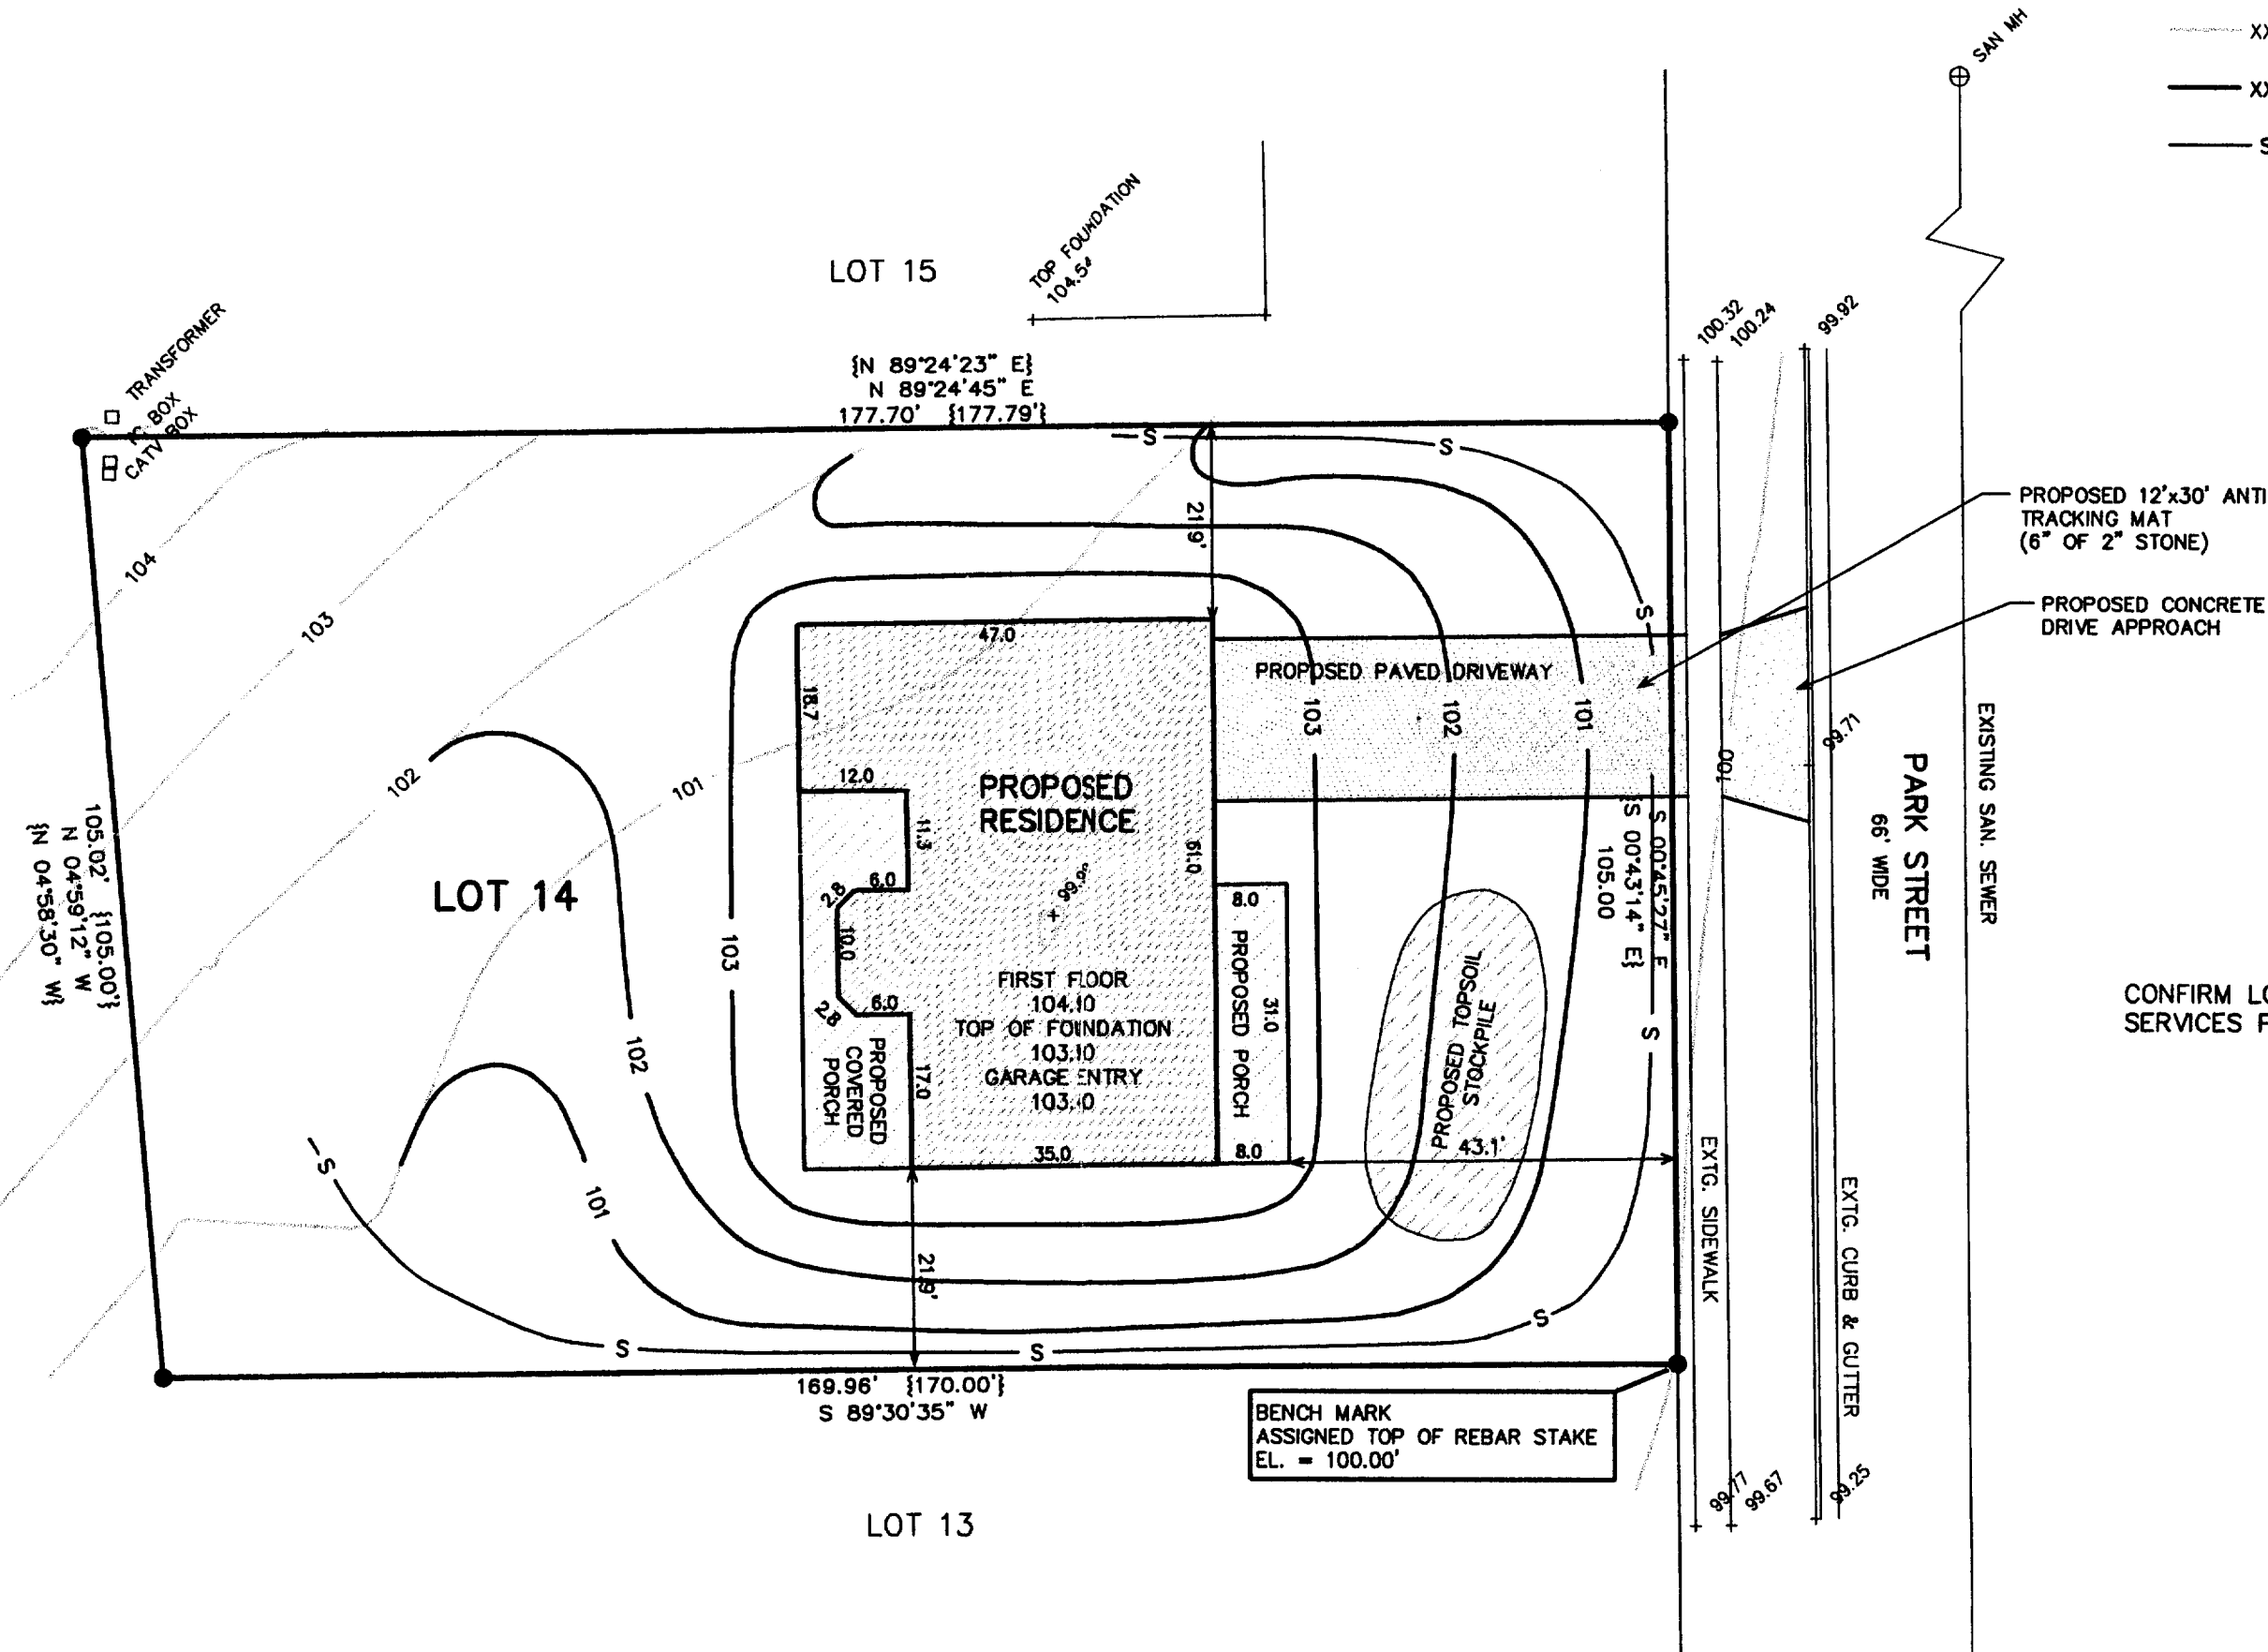 SAN MH
XX
XX
S
TOP FOUNDATION
LOT 15
TRANSFORMER
BOX
CATV BOX
{N 89°24'23" E}
N 89°24'45" E
177.70' {177.79'}
100.32
100.24
99.92
S
S
S
21.9'
PROPOSED 12'x30' ANTI
TRACKING MAT
(6" OF 2" STONE)
PROPOSED CONCRETE
DRIVE APPROACH
104
103
102
101
47.0
18.7
12.0
11.3
6.0
2.8
10.0
2.8
6.0
17.0
35.0
61.0
PROPOSED
RESIDENCE
FIRST FLOOR
104.10
TOP OF FOUNDATION
103.10
GARAGE ENTRY
103.10
PROPOSED PAVED DRIVEWAY
103
102
101
100
99.71
PARK STREET
66' WIDE
EXISTING SAN. SEWER
S 00°45'27" E
{S 00°43'14" E}
105.00
8.0
PROPOSED PORCH
31.0
8.0
PROPOSED TOPSOIL
STOCKPILE
43.1'
S
LOT 14
105.02' {105.00'}
N 04°59'12" W
{N 04°58'30" W}
103
102
101
PROPOSED
COVERED
PORCH
21.9'
S
S
S
S
169.96' {170.00'}
S 89°30'35" W
BENCH MARK
ASSIGNED TOP OF REBAR STAKE
EL. = 100.00'
EXTG. SIDEWALK
EXTG. CURB & GUTTER
99.77
99.67
99.25
CONFIRM LO
SERVICES P
LOT 13